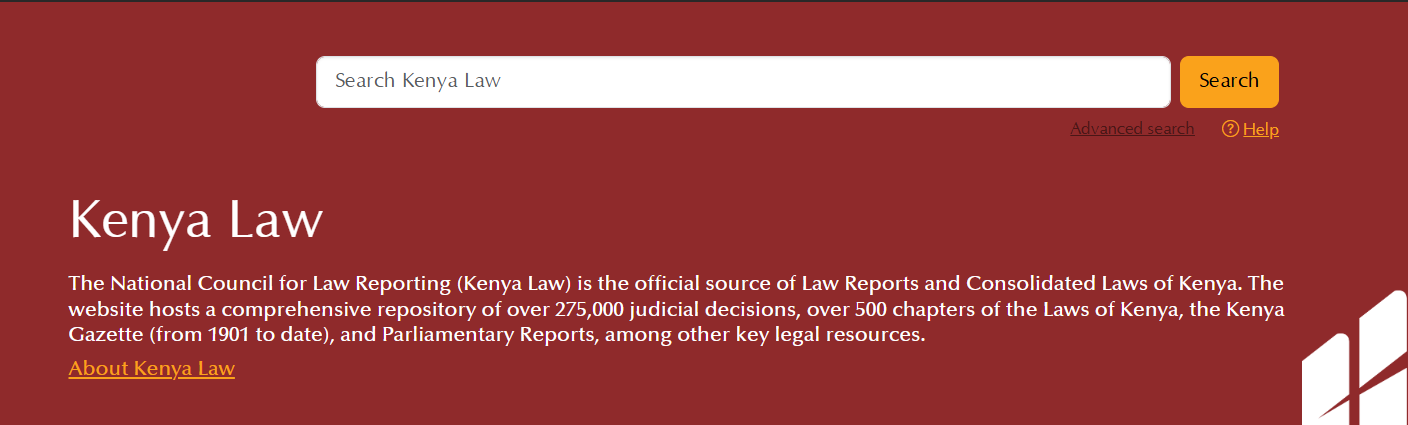 Search Kenya Law
Search
Advanced search
Help
Kenya Law
The National Council for Law Reporting (Kenya Law) is the official source of Law Reports and Consolidated Laws of Kenya. The
website hosts a comprehensive repository of over 275,000 judicial decisions, over 500 chapters of the Laws of Kenya, the Kenya
Gazette (from 1901 to date), and Parliamentary Reports, among other key legal resources.
About Kenya Law